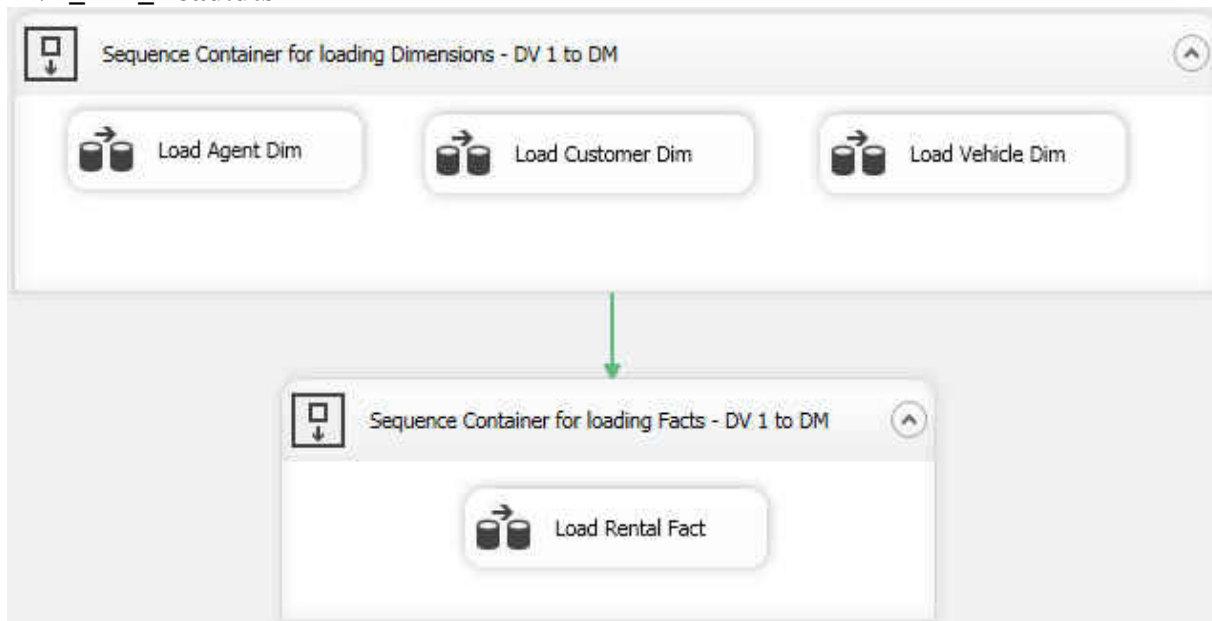 Sequence Container for loading Dimensions - DV 1 to DM
Load Agent Dim
Load Customer Dim
Load Vehicle Dim
Sequence Container for loading Facts - DV 1 to DM
Load Rental Fact